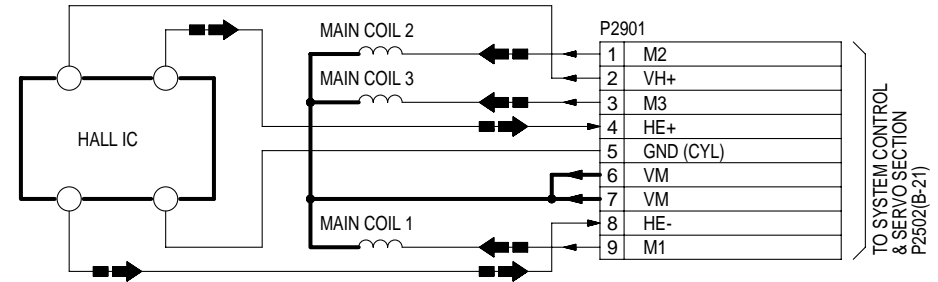 P2901
MAIN COIL 2
1 M2
2 VH+
MAIN COIL 3
3 M3
4 HE+
HALL IC
5 GND (CYL)
6 VM
7 VM
MAIN COIL 1
8 HE-
9 M1
TO SYSTEM CONTROL
& SERVO SECTION
P2502(B-21)